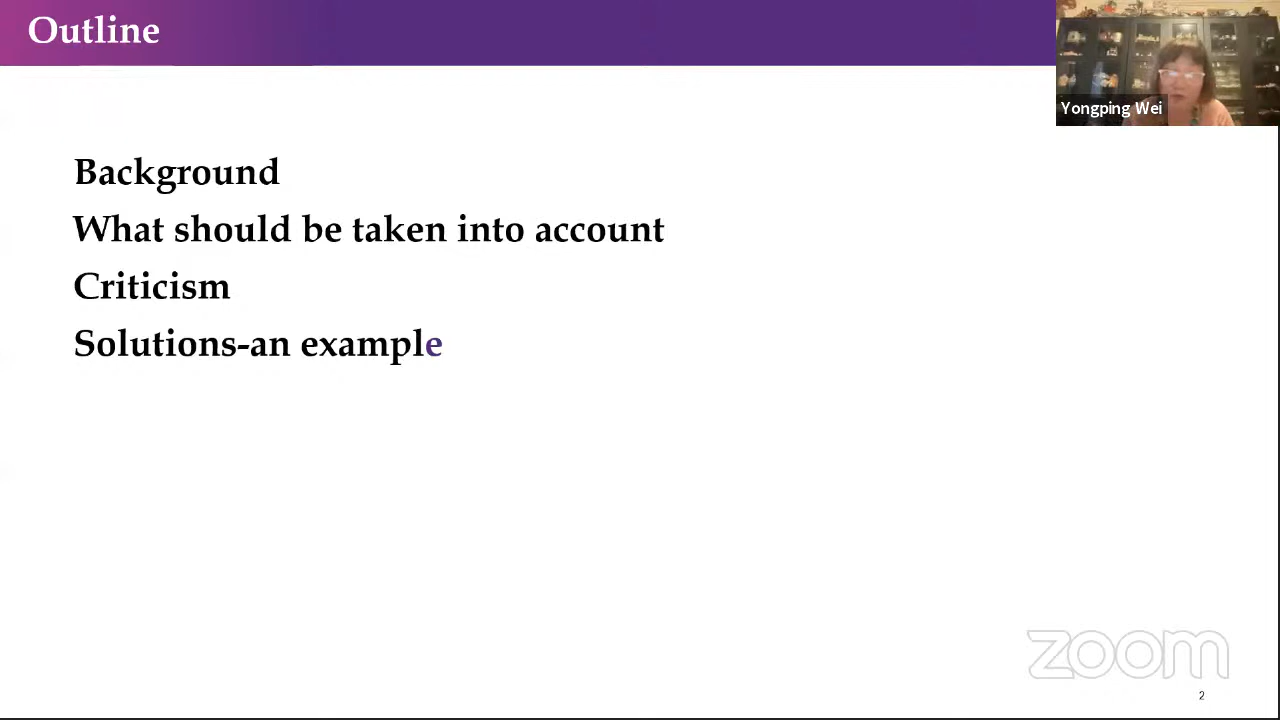 Outline
Yongping Wei
Background
What should be taken into account
Criticism
Solutions-an example
zoom
2